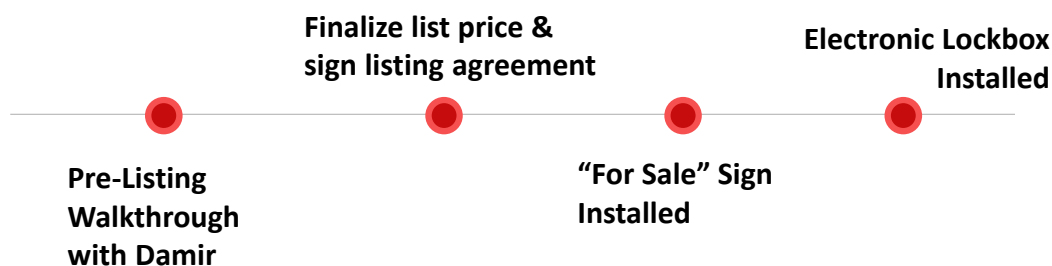 Finalize list price &
sign listing agreement
Electronic Lockbox
Installed
Pre-Listing
Walkthrough
with Damir
“For Sale” Sign
Installed